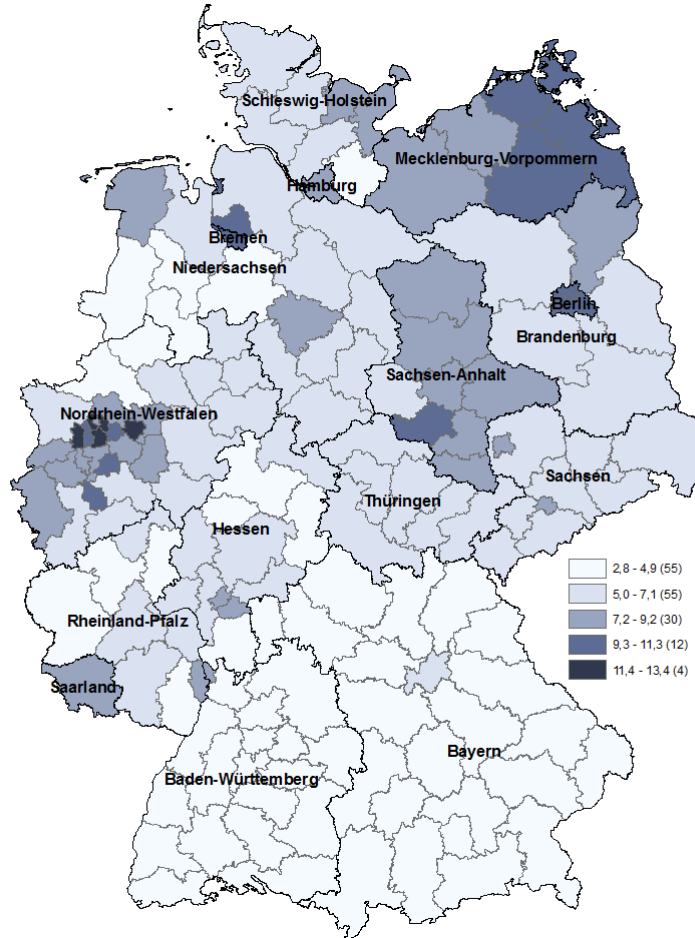 Schleswig-Holstein
Mecklenburg-Vorpommern
Hamburg
Bremen
Niedersachsen
Berlin
Brandenburg
Sachsen-Anhalt
Nordrhein-Westfalen
Sachsen
Thüringen
Hessen
2,8 - 4,9 (55)
5,0 - 7,1 (55)
7,2 - 9,2 (30)
9,3 - 11,3 (12)
11,4 - 13,4 (4)
Rheinland-Pfalz
Saarland
Bayern
Baden-Württemberg